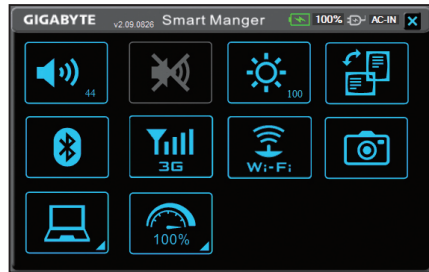 GIGABYTE v2.09.0826 Smart Manger 100% AC-IN
44
100
3G
Wi-Fi
100%